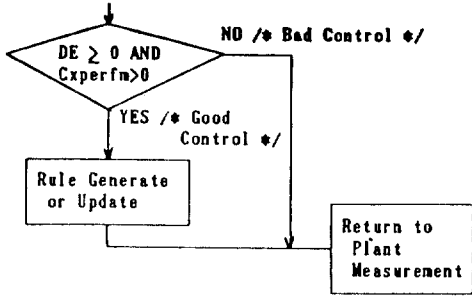 DE ≥ 0 AND
Cxperfm>0
NO /* Bad Control */
YES /* Good
Control */
Rule Generate
or Update
Return to
Plant
Measurement